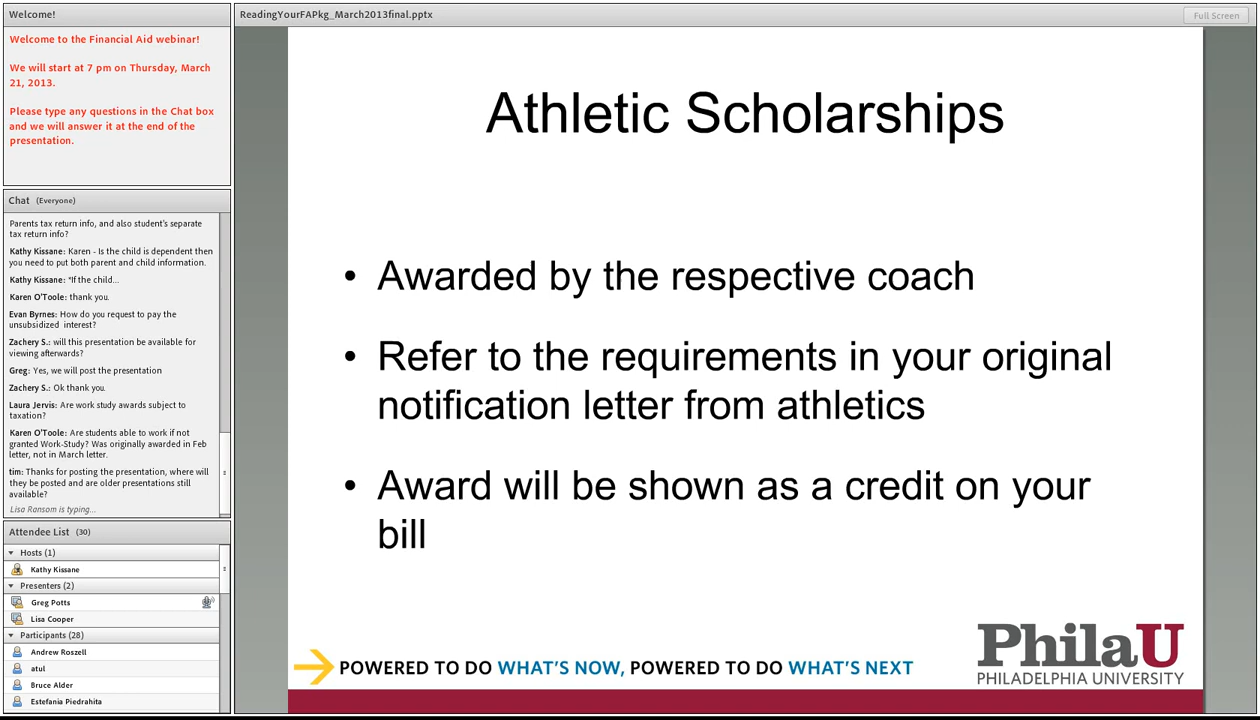 Welcome!
Welcome to the Financial Aid webinar!
We will start at 7 pm on Thursday, March
21, 2013.
Please type any questions in the Chat box
and we will answer it at the end of the
presentation.
Chat (Everyone)
Parents tax return info, and also student's separate
tax return info?
Kathy Kissane: Karen - Is the child is dependent then
you need to put both parent and child information.
Kathy Kissane: *If the child...
Karen O'Toole: thank you.
Evan Byrnes: How do you request to pay the
unsubsidized interest?
Zachery S.: will this presentation be available for
viewing afterwards?
Greg: Yes, we will post the presentation
Zachery S.: Ok thank you.
Laura Jervis: Are work study awards subject to
taxation?
Karen O'Toole: Are students able to work if not
granted Work-Study? Was originally awarded in Feb
letter, not in March letter.
tim: Thanks for posting the presentation, where will
they be posted and are older presentations still
available?
Lisa Ransom is typing...
Attendee List (30)
Hosts (1)
Kathy Kissane
Presenters (2)
Greg Potts
Lisa Cooper
Participants (28)
Andrew Roszell
atul
Bruce Alder
Estefania Piedrahita
ReadingYourFAPkg_March2013final.pptx
Full Screen
Athletic Scholarships
• Awarded by the respective coach
• Refer to the requirements in your original
notification letter from athletics
• Award will be shown as a credit on your
bill
POWERED TO DO WHAT'S NOW, POWERED TO DO WHAT'S NEXT
PhilaU
PHILADELPHIA UNIVERSITY